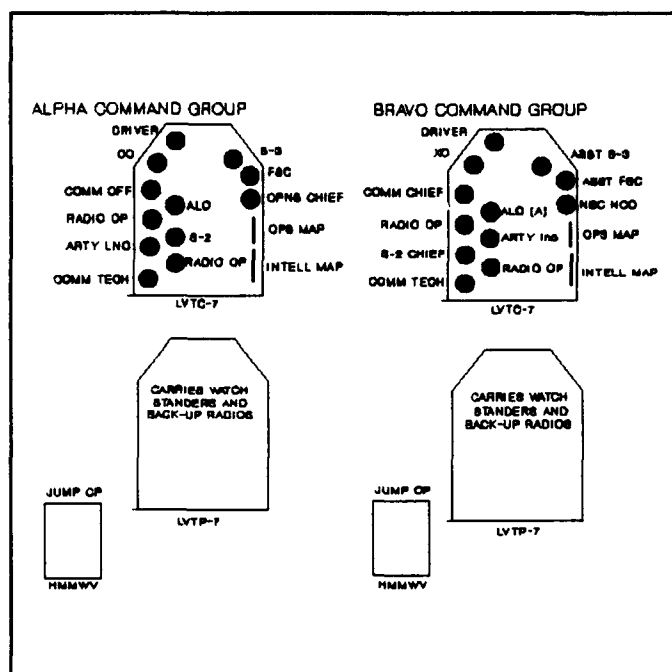 ALPHA COMMAND GROUP
DRIVER
CO
S-3
FSC
COMM OFF
OPNS CHIEF
ALO
RADIO OP
OPS MAP
S-2
ARTY LNO
RADIO OP
INTELL MAP
COMM TECH
LVTC-7
CARRIES WATCH
STANDERS AND
BACK-UP RADIOS
LVTP-7
JUMP CP
HMMWV
BRAVO COMMAND GROUP
DRIVER
XO
ASST S-3
ASST FSC
COMM CHIEF
NBC NCO
ALO (A)
RADIO OP
OPS MAP
ARTY lno
S-2 CHIEF
RADIO OP
INTELL MAP
COMM TECH
LVTC-7
CARRIES WATCH
STANDERS AND
BACK-UP RADIOS
LVTP-7
JUMP CP
HMMWV